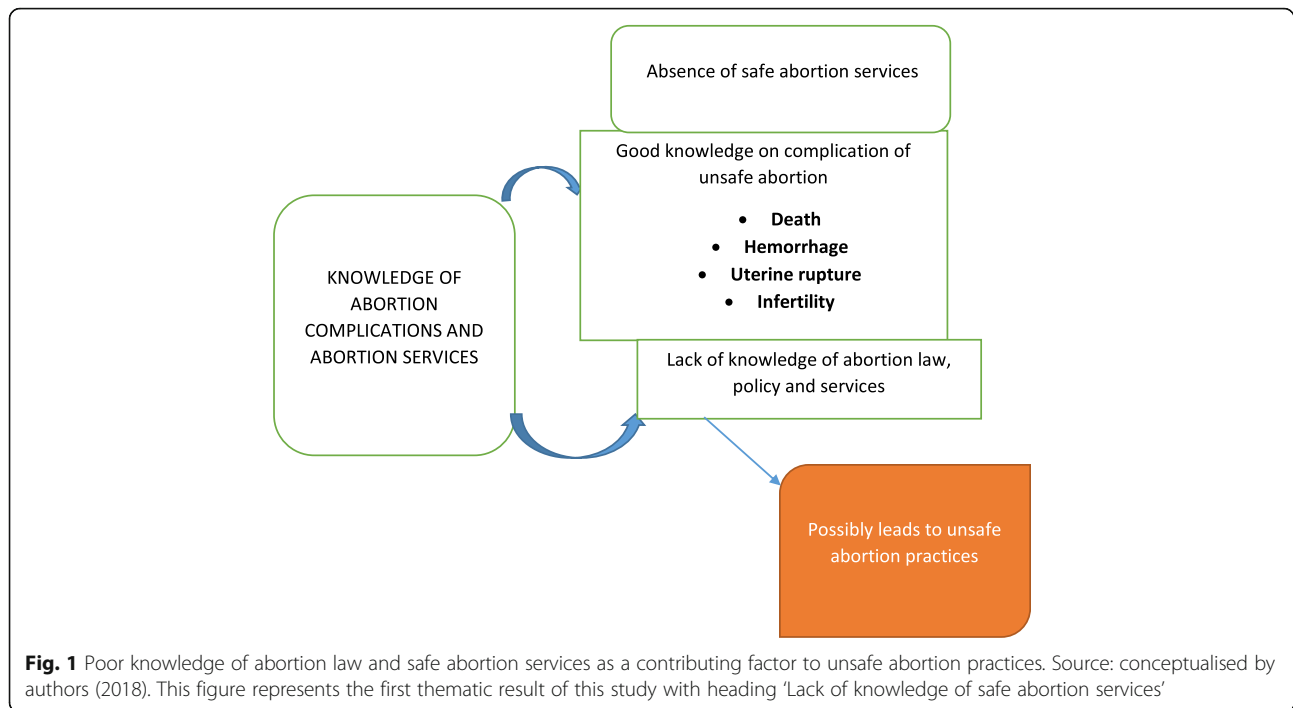 Absence of safe abortion services
Good knowledge on complication of
unsafe abortion
• Death
• Hemorrhage
• Uterine rupture
• Infertility
KNOWLEDGE OF
ABORTION
COMPLICATIONS AND
ABORTION SERVICES
Lack of knowledge of abortion law,
policy and services
Possibly leads to unsafe
abortion practices
Fig. 1 Poor knowledge of abortion law and safe abortion services as a contributing factor to unsafe abortion practices. Source: conceptualised by
authors (2018). This figure represents the first thematic result of this study with heading ‘Lack of knowledge of safe abortion services’